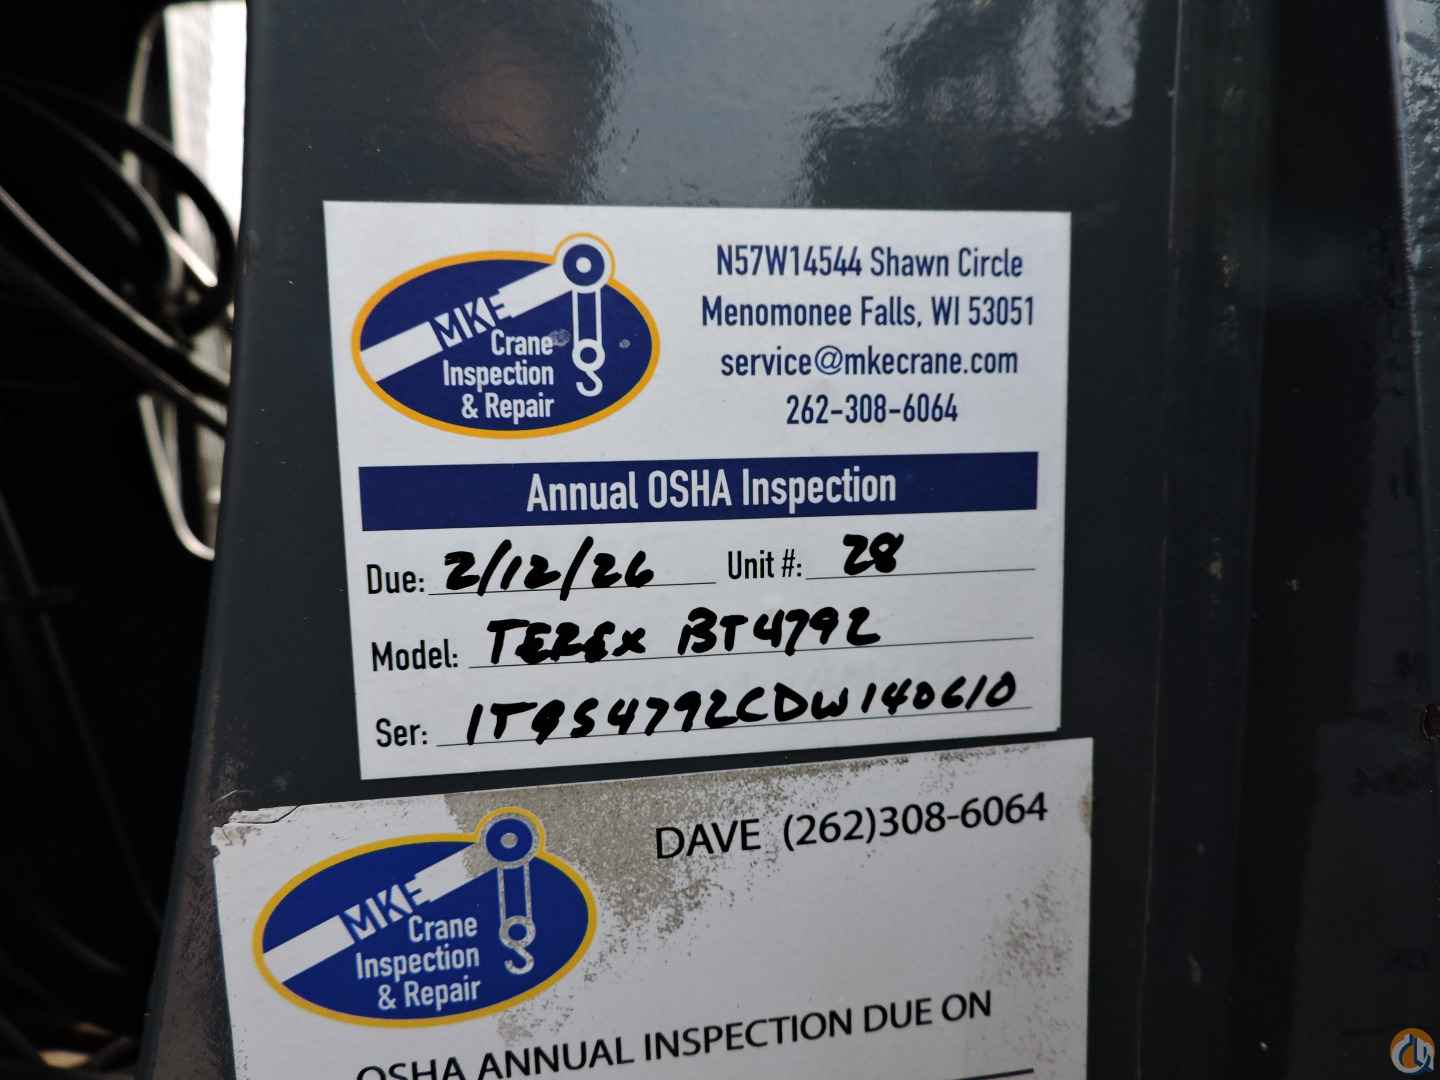 MKE
Crane
Inspection
& Repair
N57W14544 Shawn Circle
Menomonee Falls, WI 53051
service@mkecrane.com
262-308-6064
Annual OSHA Inspection
Due: 2/12/26 Unit #: 28
Model: TEREX BT4792
Ser: 1T9S4792CDW140610
DAVE (262)308-6064
MKE
Crane
Inspection
& Repair
OSHA ANNUAL INSPECTION DUE ON